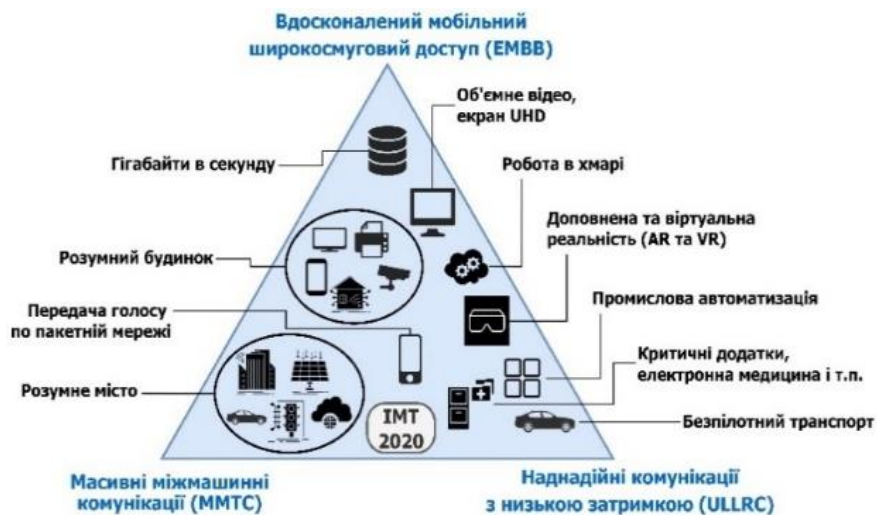 Вдосконалений мобільний
широкосмуговий доступ (EMBB)
Об'ємне відео,
екран UHD
Гігабайти в секунду
Робота в хмарі
Доповнена та віртуальна
реальність (AR та VR)
Розумний будинок
Передача голосу
по пакетній мережі
Промислова автоматизація
Критичні додатки,
електронна медицина і т.п.
Розумне місто
Безпілотний транспорт
IMT
2020
Масивні міжмашинні
комунікації (MMTC)
Наднадійні комунікації
з низькою затримкою (ULLRC)